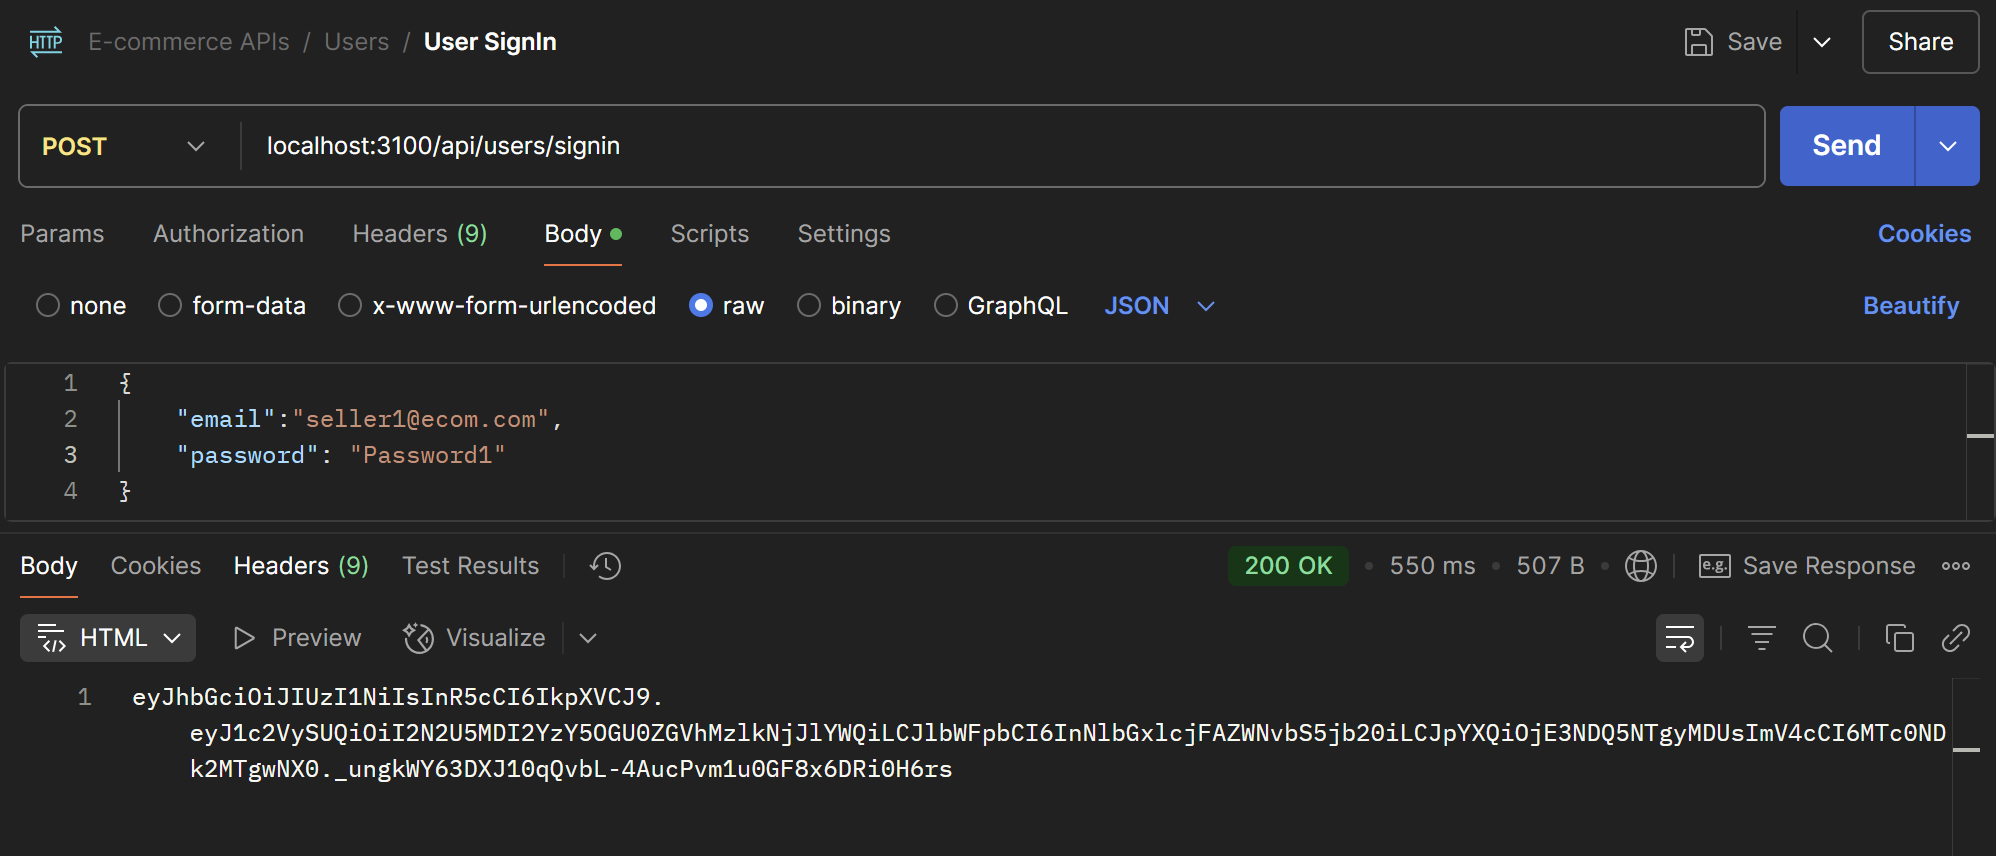 HTTP E-commerce APIs / Users / User SignIn Save Share
POST localhost:3100/api/users/signin Send
Params Authorization Headers (9) Body Scripts Settings Cookies
none form-data x-www-form-urlencoded raw binary GraphQL JSON Beautify
1 {
2 "email":"seller1@ecom.com",
3 "password": "Password1"
4 }
Body Cookies Headers (9) Test Results 200 OK • 550 ms • 507 B • e.g. Save Response
HTML Preview Visualize
1 eyJhbGciOiJIUzI1NiIsInR5cCI6IkpXVCJ9.
eyJ1c2VySUQiOiI2N2U5MDI2YzY5OGU0ZGVhMzlkNjJlYWQiLCJlbWFpbCI6InNlbGxlcjFAZWNvbS5jb20iLCJpYXQiOjE3NDQ5NTgyMDUsImV4cCI6MTc0ND
k2MTgwNX0._ungkWY63DXJ10qQvbL-4AucPvm1u0GF8x6DRi0H6rs